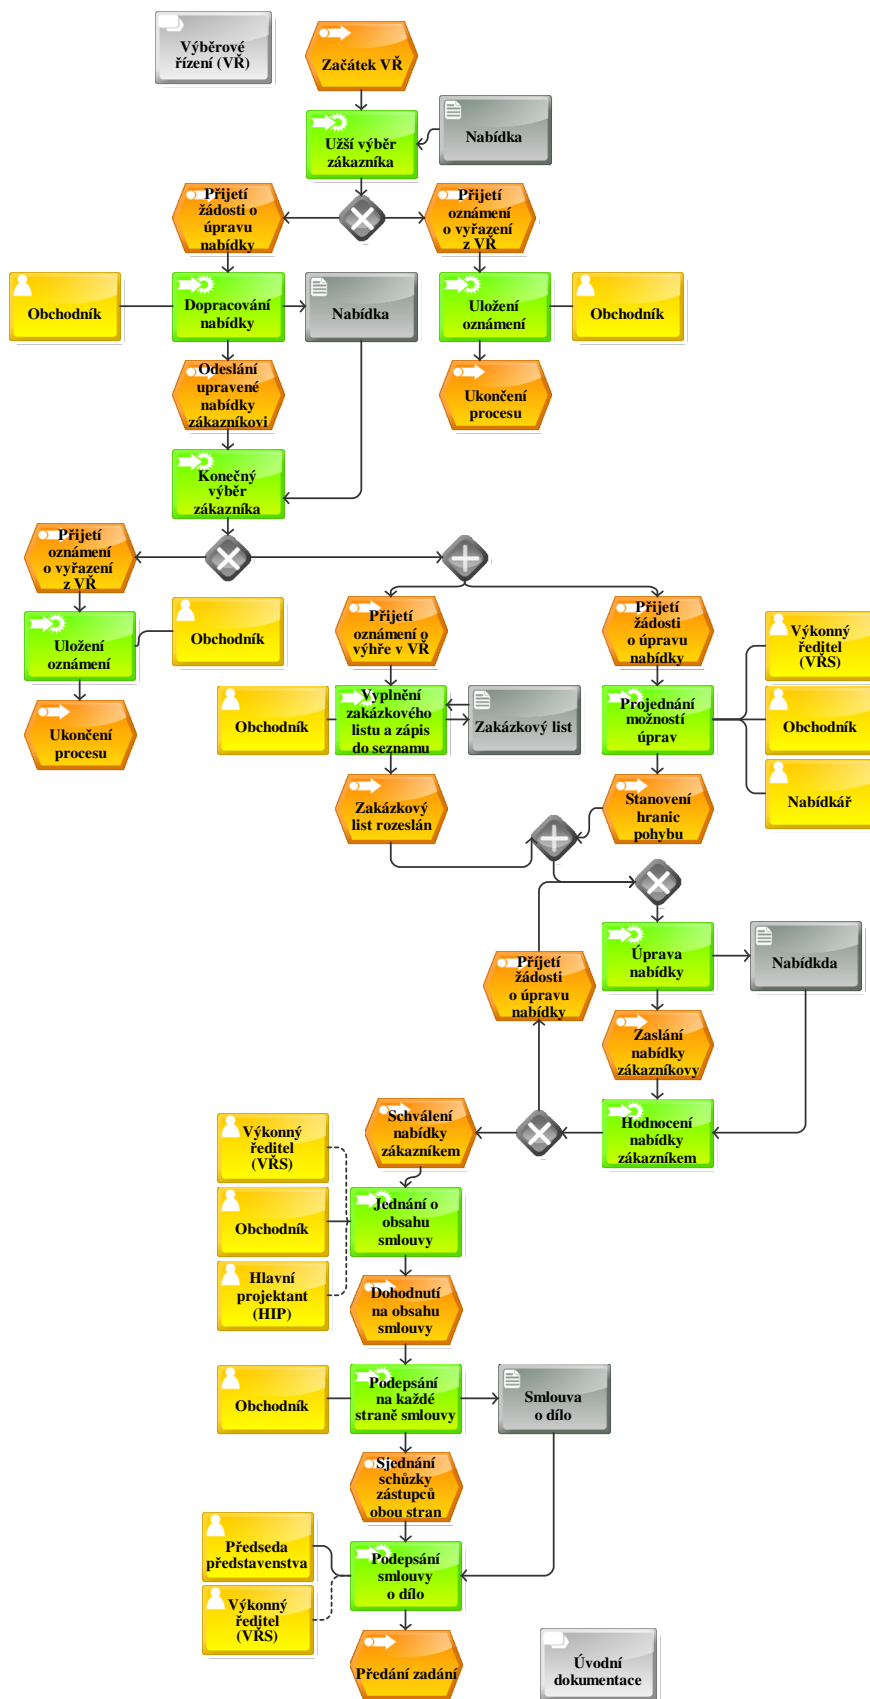 Výběrové
řízení (VŘ)
Začátek VŘ
Užší výběr
zákazníka
Nabídka
Přijetí
žádosti o
úpravu
nabídky
Přijetí
oznámení
o vyřazení
z VŘ
Obchodník
Dopracování
nabídky
Nabídka
Uložení
oznámení
Obchodník
Odeslání
upravené
nabídky
zákazníkovi
Ukončení
procesu
Konečný
výběr
zákazníka
Přijetí
oznámení
o vyřazení
z VŘ
Uložení
oznámení
Obchodník
Ukončení
procesu
Přijetí
oznámení o
výhře v VŘ
Přijetí
žádosti
o úpravu
nabídky
Výkonný
ředitel
(VŘS)
Obchodník
Vyplnění
zakázkového
listu a zápis
do seznamu
Zakázkový list
Projednání
možností
úprav
Obchodník
Nabídkář
Zakázkový
list rozeslán
Stanovení
hranic
pohybu
Příjetí
žádosti
o úpravu
nabídky
Úprava
nabídky
Nabídkda
Zaslání
nabídky
zákazníkovy
Schválení
nabídky
zákazníkem
Hodnocení
nabídky
zákazníkem
Výkonný
ředitel
(VŘS)
Obchodník
Jednání o
obsahu
smlouvy
Hlavní
projektant
(HIP)
Dohodnutí
na obsahu
smlouvy
Obchodník
Podepsání
na každé
straně smlouvy
Smlouva
o dílo
Sjednání
schůzky
zástupců
obou stran
Předseda
představenstva
Podepsání
smlouvy
o dílo
Výkonný
ředitel
(VŘS)
Předání zadání
Úvodní
dokumentace